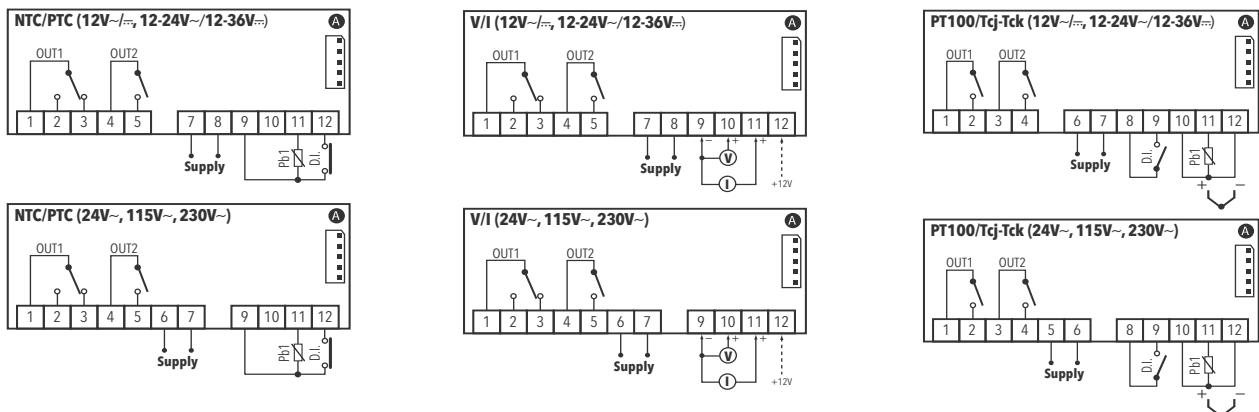 NTC/PTC (12V~/⎓, 12-24V~/12-36V⎓) A
OUT1 OUT2
1 2 3 4 5 7 8 9 10 11 12
Supply
Pb1
D.I.
V/I (12V~/⎓, 12-24V~/12-36V⎓) A
OUT1 OUT2
1 2 3 4 5 7 8 9 10 11 12
− + +
Supply
V
I
+12V
PT100/Tcj-Tck (12V~/⎓, 12-24V~/12-36V⎓) A
OUT1 OUT2
1 2 3 4 6 7 8 9 10 11 12
Supply
D.I.
Pb1
+ −
NTC/PTC (24V~, 115V~, 230V~) A
OUT1 OUT2
1 2 3 4 5 6 7 9 10 11 12
Supply
Pb1
D.I.
V/I (24V~, 115V~, 230V~) A
OUT1 OUT2
1 2 3 4 5 6 7 9 10 11 12
− + +
Supply
V
I
+12V
PT100/Tcj-Tck (24V~, 115V~, 230V~) A
OUT1 OUT2
1 2 3 4 5 6 8 9 10 11 12
Supply
D.I.
Pb1
+ −